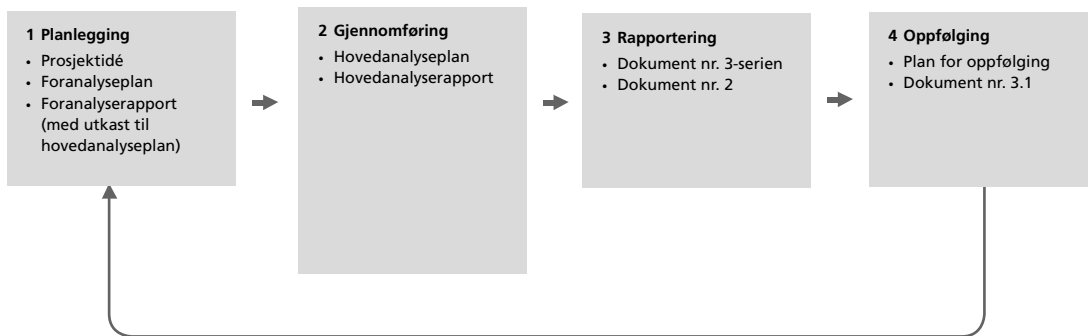 1 Planlegging
• Prosjektidé
• Foranalyseplan
• Foranalyserapport
(med utkast til
hovedanalyseplan)
2 Gjennomføring
• Hovedanalyseplan
• Hovedanalyserapport
3 Rapportering
• Dokument nr. 3-serien
• Dokument nr. 2
4 Oppfølging
• Plan for oppfølging
• Dokument nr. 3.1